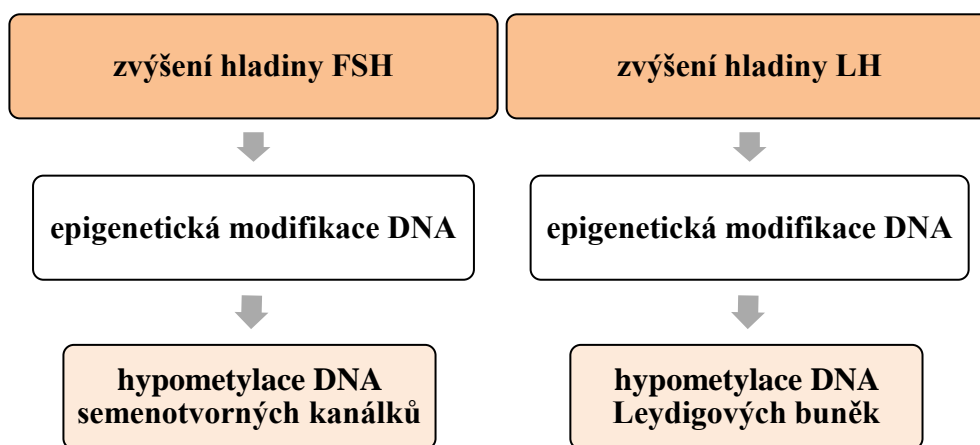 zvýšení hladiny FSH
zvýšení hladiny LH
epigenetická modifikace DNA
epigenetická modifikace DNA
hypometylace DNA
semenotvorných kanálků
hypometylace DNA
Leydigových buněk